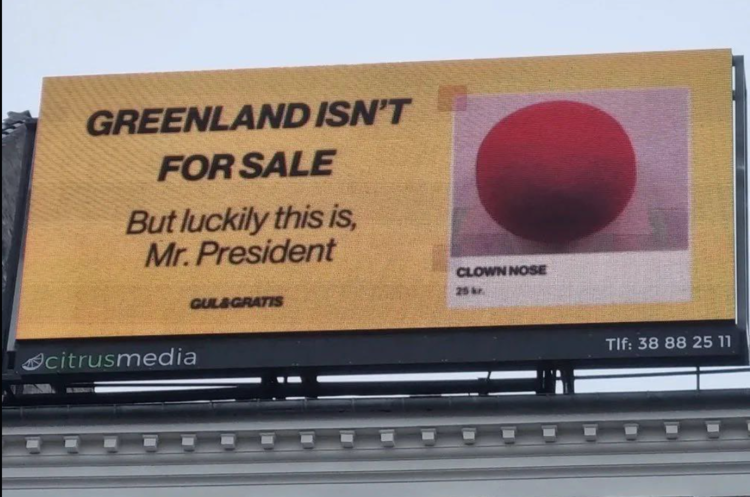 GREENLAND ISN'T
FOR SALE
But luckily this is,
Mr. President
GUL&GRATIS
CLOWN NOSE
25 kr.
citrusmedia
Tlf: 38 88 25 11